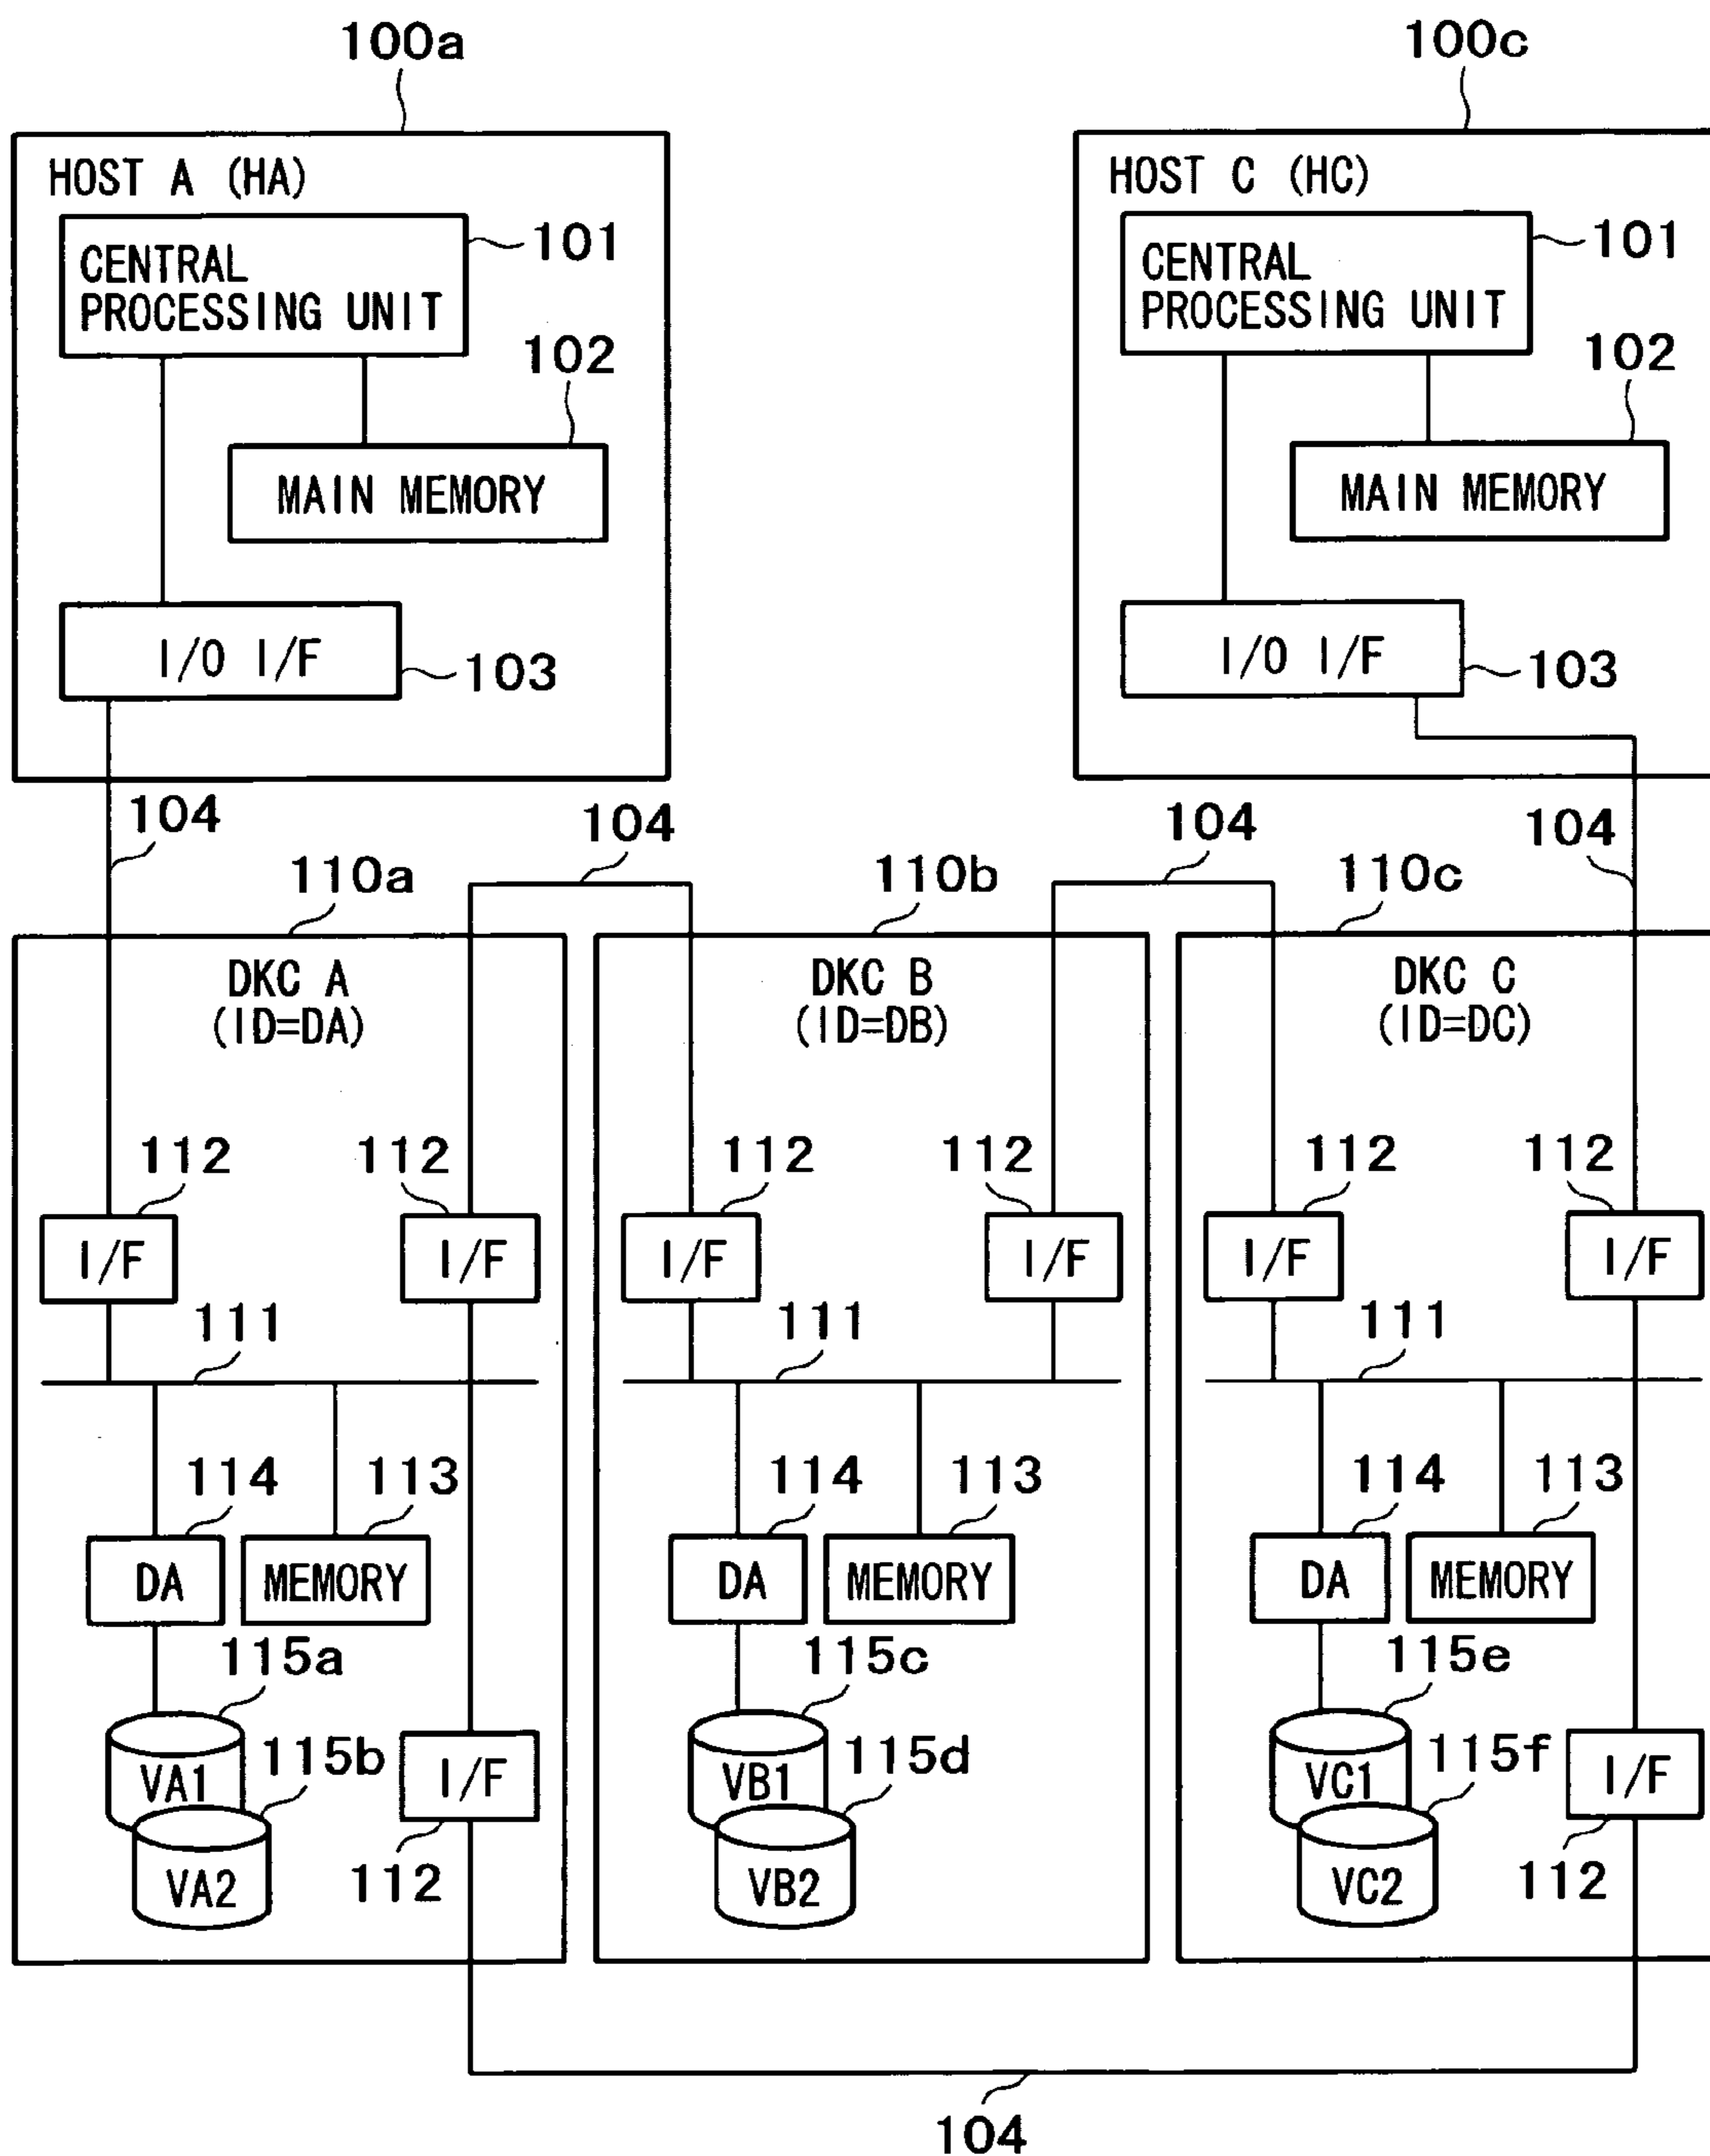 100a
100c
HOST A (HA)
HOST C (HC)
101
101
CENTRAL
PROCESSING UNIT
CENTRAL
PROCESSING UNIT
102
102
MAIN MEMORY
MAIN MEMORY
I/O I/F
103
I/O I/F
103
104
104
104
104
110a
110b
110c
DKC A
(ID=DA)
DKC B
(ID=DB)
DKC C
(ID=DC)
112
112
112
112
112
112
I/F
I/F
I/F
I/F
I/F
I/F
111
111
111
114
113
114
113
114
113
DA
MEMORY
DA
MEMORY
DA
MEMORY
115a
115c
115e
115b
115d
115f
VA1
I/F
VB1
VC1
I/F
VA2
112
VB2
VC2
112
104